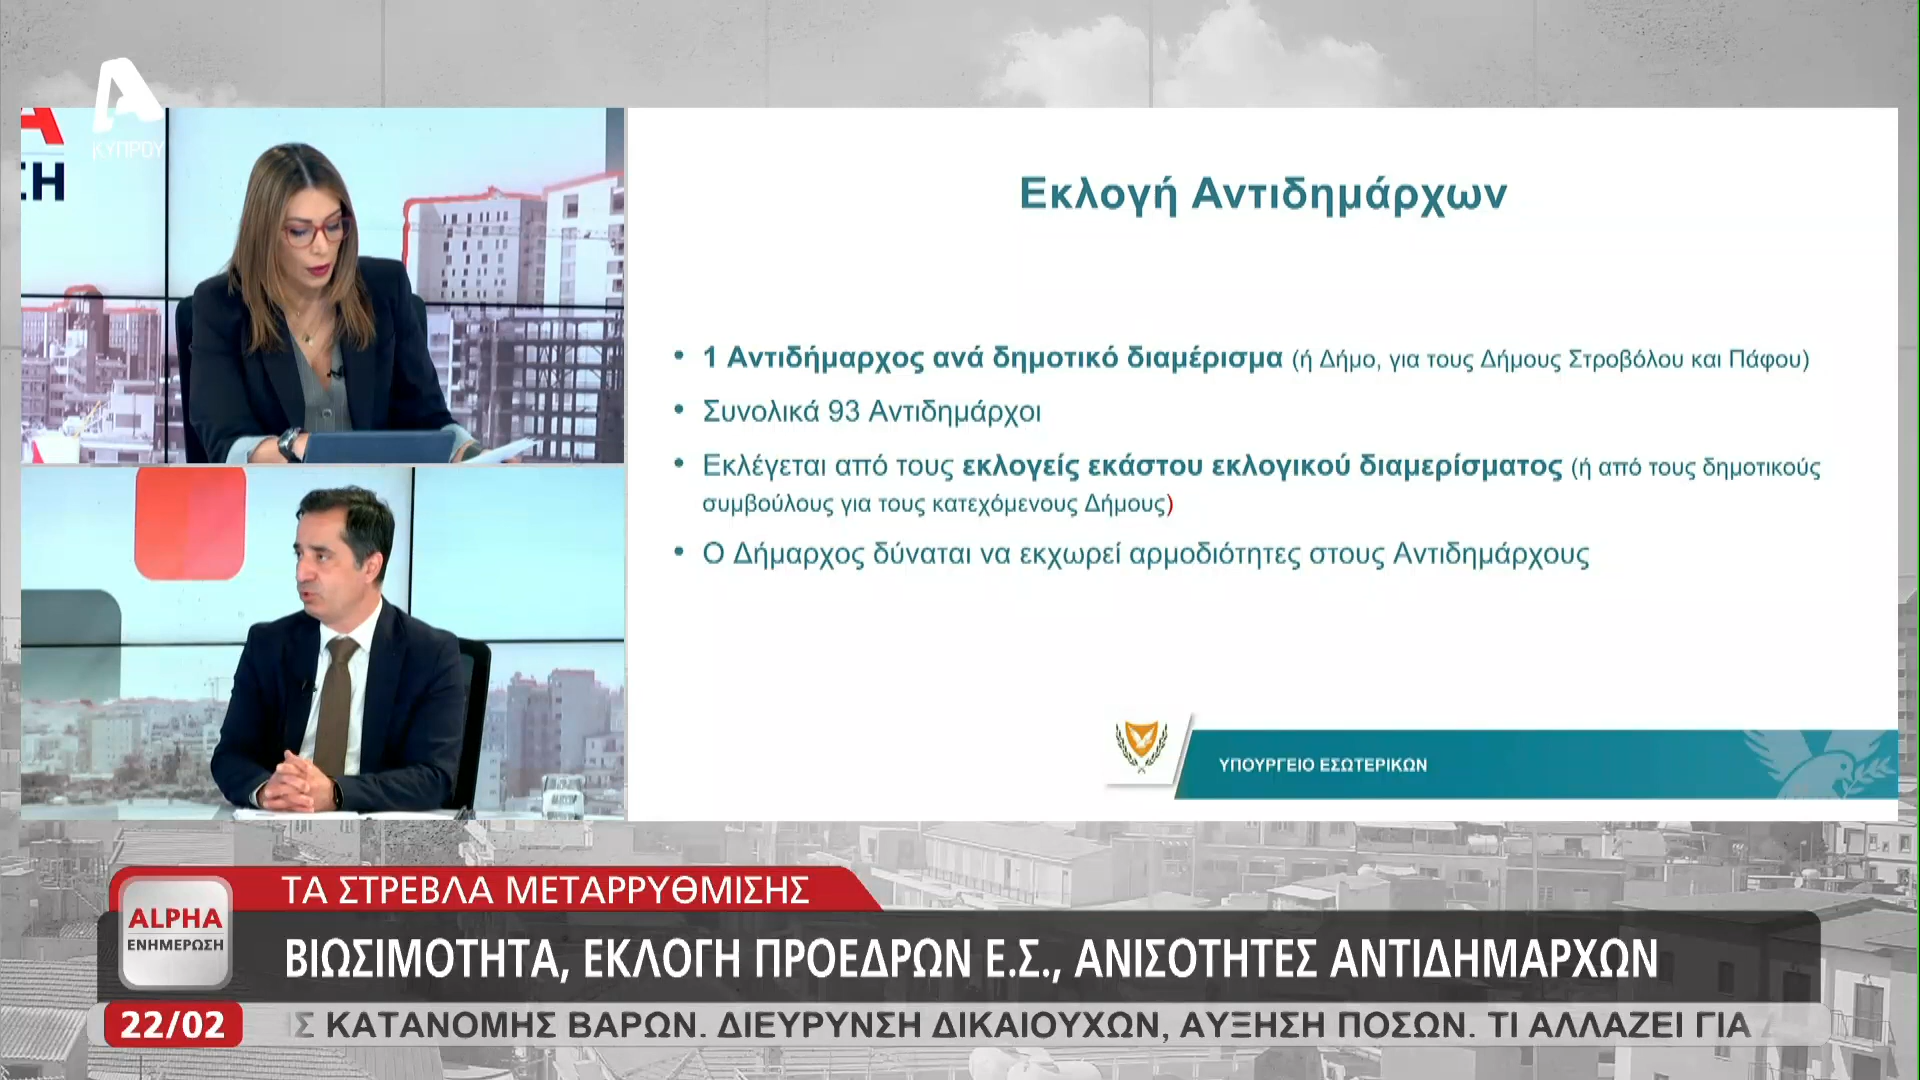 ΚΥΠΡΟΥ
ΣΗ
Εκλογή Αντιδημάρχων
• 1 Αντιδήμαρχος ανά δημοτικό διαμέρισμα (ή Δήμο, για τους Δήμους Στροβόλου και Πάφου)
• Συνολικά 93 Αντιδημάρχοι
• Εκλέγεται από τους εκλογείς εκάστου εκλογικού διαμερίσματος (ή από τους δημοτικούς
συμβούλους για τους κατεχόμενους Δήμους)
• Ο Δήμαρχος δύναται να εκχωρεί αρμοδιότητες στους Αντιδημάρχους
ΥΠΟΥΡΓΕΙΟ ΕΣΩΤΕΡΙΚΩΝ
ΤΑ ΣΤΡΕΒΛΑ ΜΕΤΑΡΡΥΘΜΙΣΗΣ
ALPHA
ΕΝΗΜΕΡΩΣΗ
ΒΙΩΣΙΜΟΤΗΤΑ, ΕΚΛΟΓΗ ΠΡΟΕΔΡΩΝ Ε.Σ., ΑΝΙΣΟΤΗΤΕΣ ΑΝΤΙΔΗΜΑΡΧΩΝ
22/02
Σ ΚΑΤΑΝΟΜΗΣ ΒΑΡΩΝ. ΔΙΕΥΡΥΝΣΗ ΔΙΚΑΙΟΥΧΩΝ, ΑΥΞΗΣΗ ΠΟΣΩΝ. ΤΙ ΑΛΛΑΖΕΙ ΓΙΑ